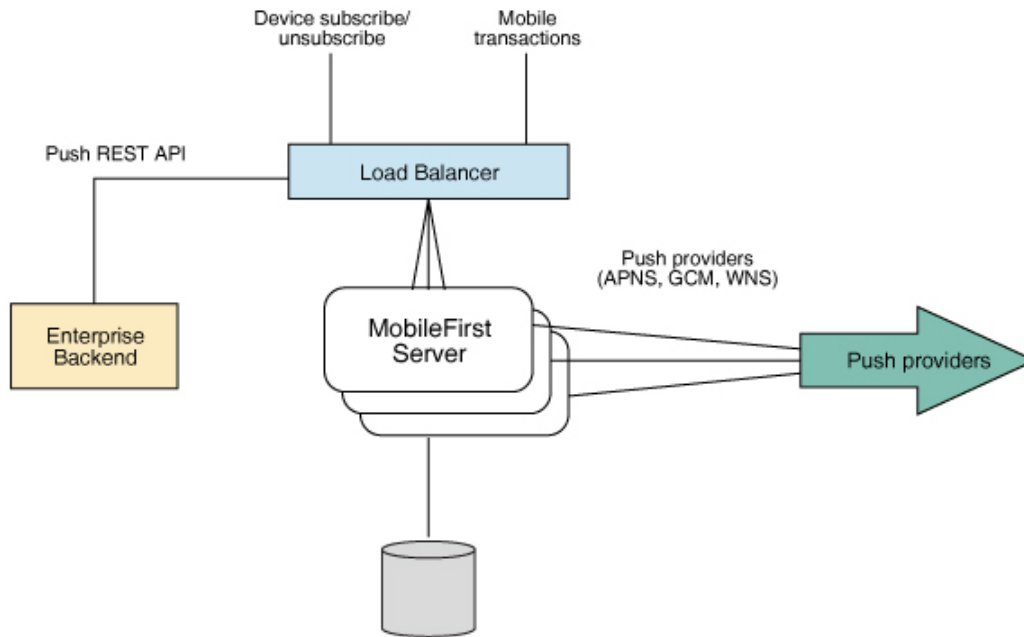 Device subscribe/
unsubscribe
Mobile
transactions
Push REST API
Load Balancer
Push providers
(APNS, GCM, WNS)
Enterprise
Backend
MobileFirst
Server
Push providers